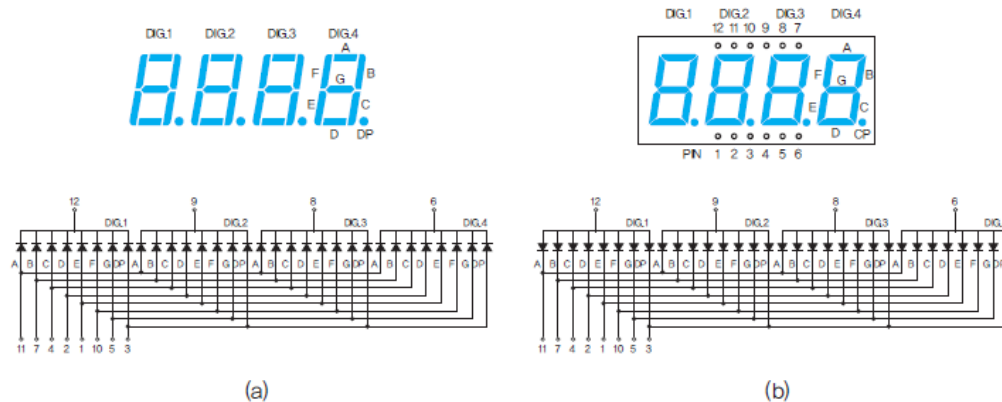 DIG.1 DIG.2 DIG.3 DIG.4
A
F B
G
E C
D DP
12 9 8 6
DIG.1 DIG.2 DIG.3 DIG.4
A B C D E F G DP A B C D E F G DP A B C D E F G DP A B C D E F G DP
11 7 4 2 1 10 5 3
(a)
DIG.1 DIG.2 DIG.3 DIG.4
12 11 10 9 8 7
A
F B
G
E C
D CP
PIN 1 2 3 4 5 6
12 9 8 6
DIG.1 DIG.2 DIG.3 DIG.
A B C D E F G DP A B C D E F G DP A B C D E F G DP A B C D E F G DP
11 7 4 2 1 10 5 3
(b)